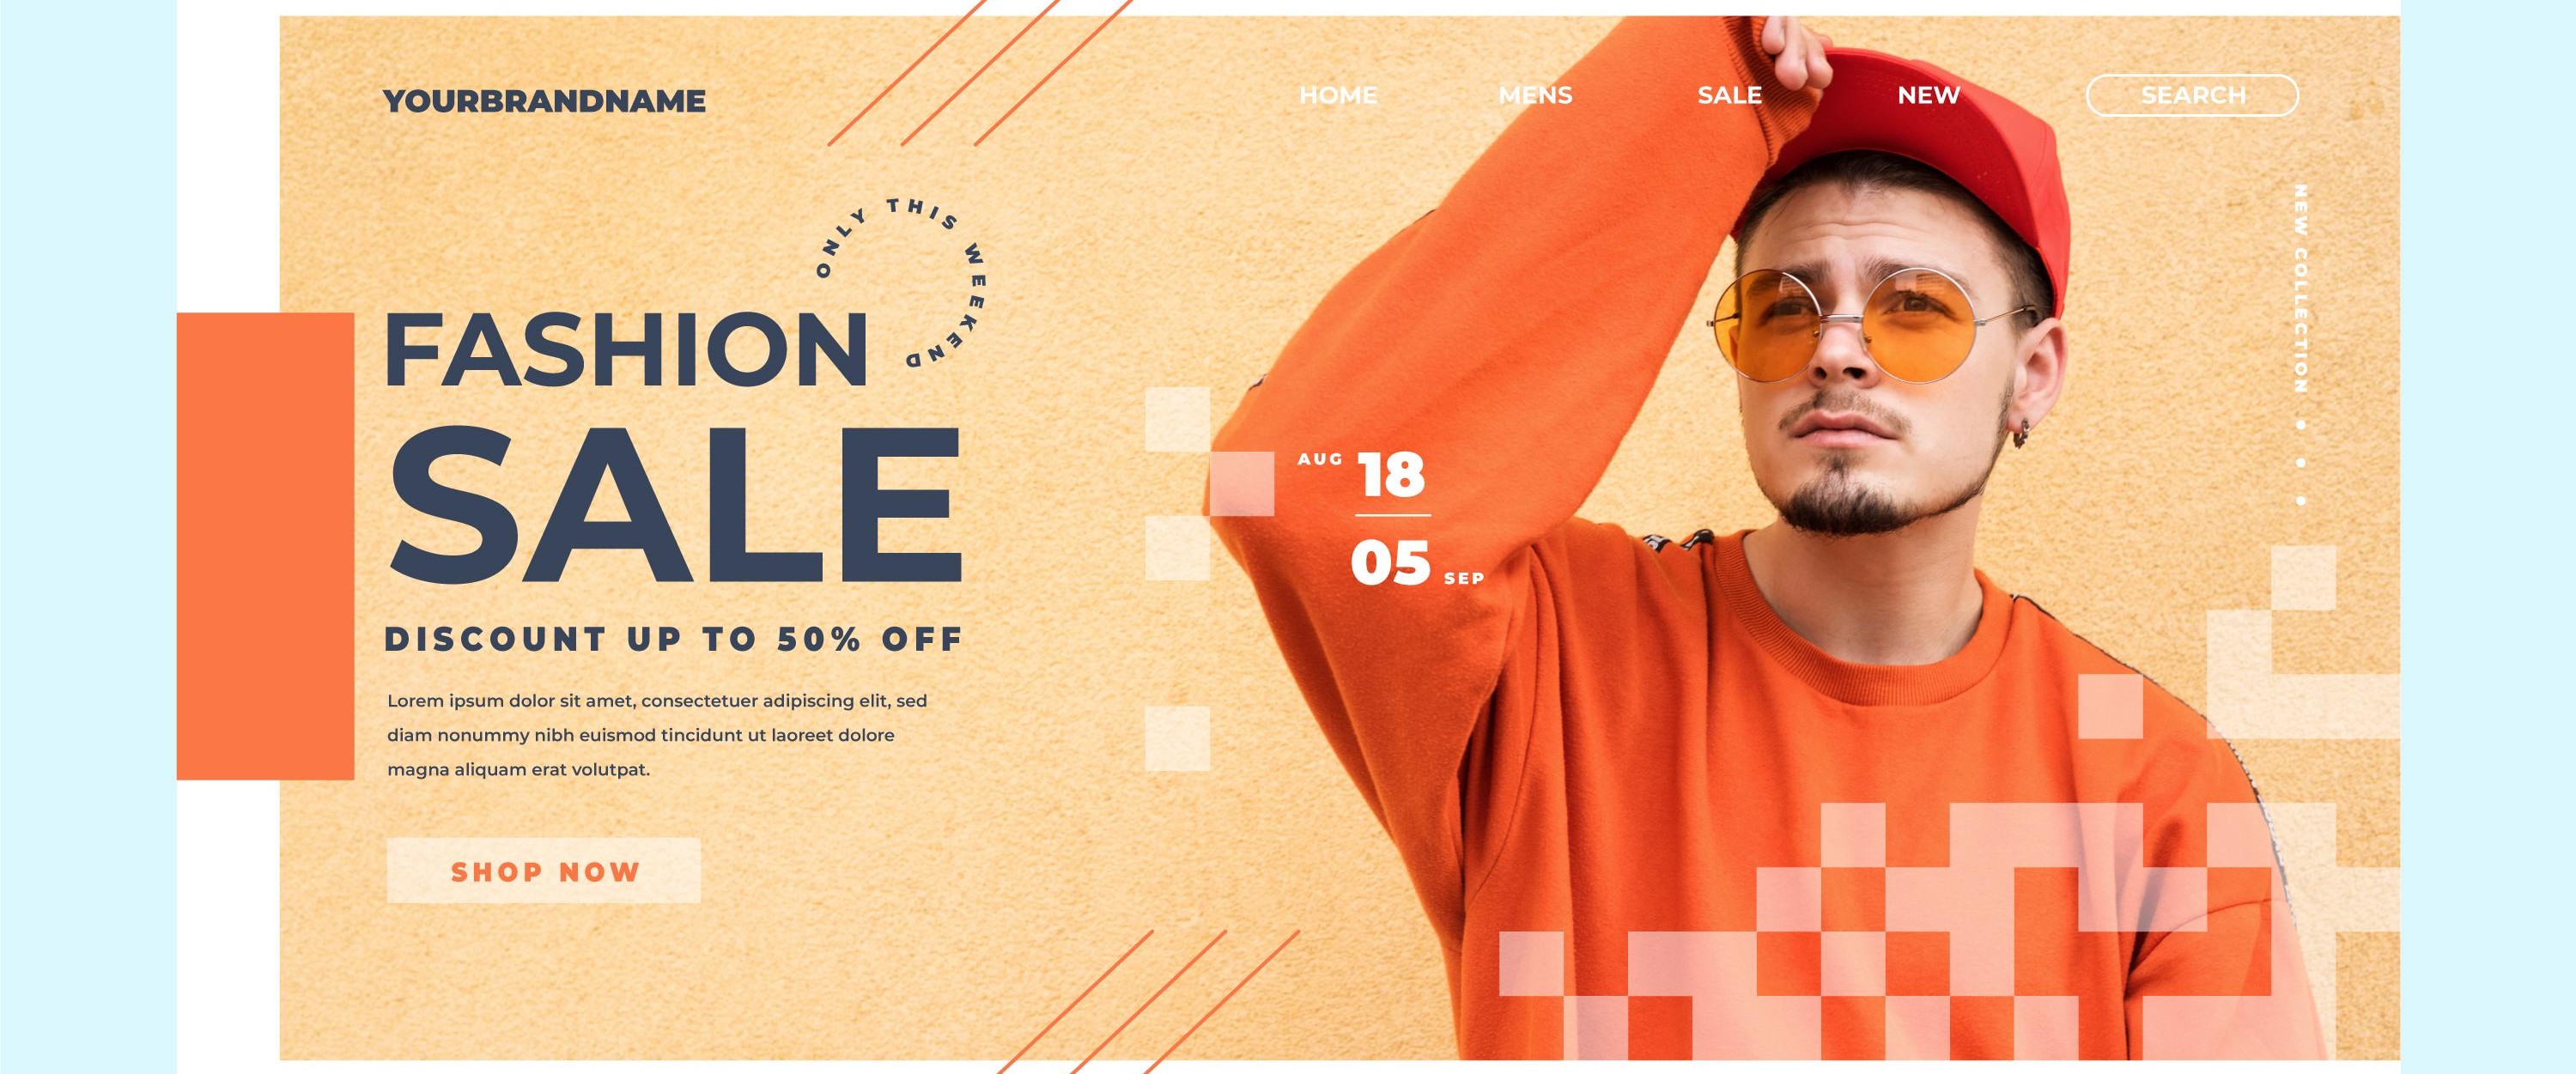 YOURBRANDNAME
HOME MENS SALE NEW SEARCH
ONLY THIS WEEKEND
FASHION
SALE
DISCOUNT UP TO 50% OFF
Lorem ipsum dolor sit amet, consectetuer adipiscing elit, sed
diam nonummy nibh euismod tincidunt ut laoreet dolore
magna aliquam erat volutpat.
SHOP NOW
AUG 18
05 SEP
NEW COLLECTION